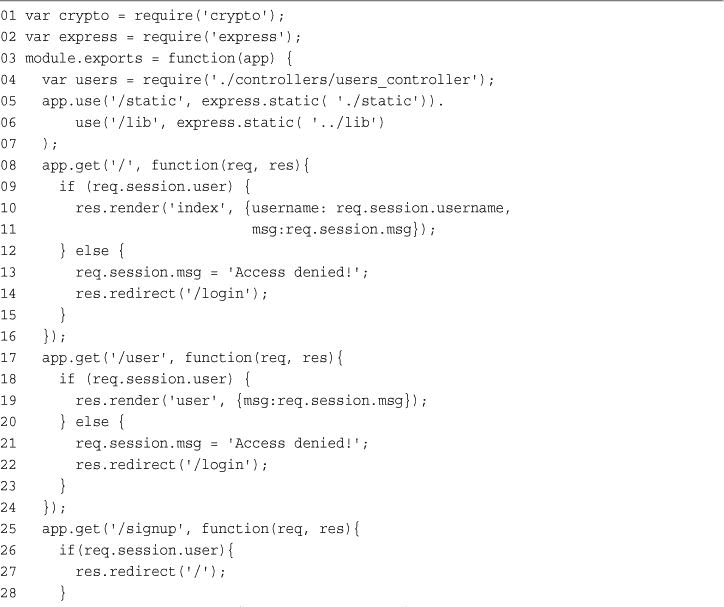 01 var crypto = require('crypto');
02 var express = require('express');
03 module.exports = function(app) {
04   var users = require('./controllers/users_controller');
05   app.use('/static', express.static( './static')).
06       use('/lib', express.static( '../lib')
07   );
08   app.get('/', function(req, res){
09     if (req.session.user) {
10       res.render('index', {username: req.session.username,
11                            msg:req.session.msg});
12     } else {
13       req.session.msg = 'Access denied!';
14       res.redirect('/login');
15     }
16   });
17   app.get('/user', function(req, res){
18     if (req.session.user) {
19       res.render('user', {msg:req.session.msg});
20     } else {
21       req.session.msg = 'Access denied!';
22       res.redirect('/login');
23     }
24   });
25   app.get('/signup', function(req, res){
26     if(req.session.user){
27       res.redirect('/');
28     }